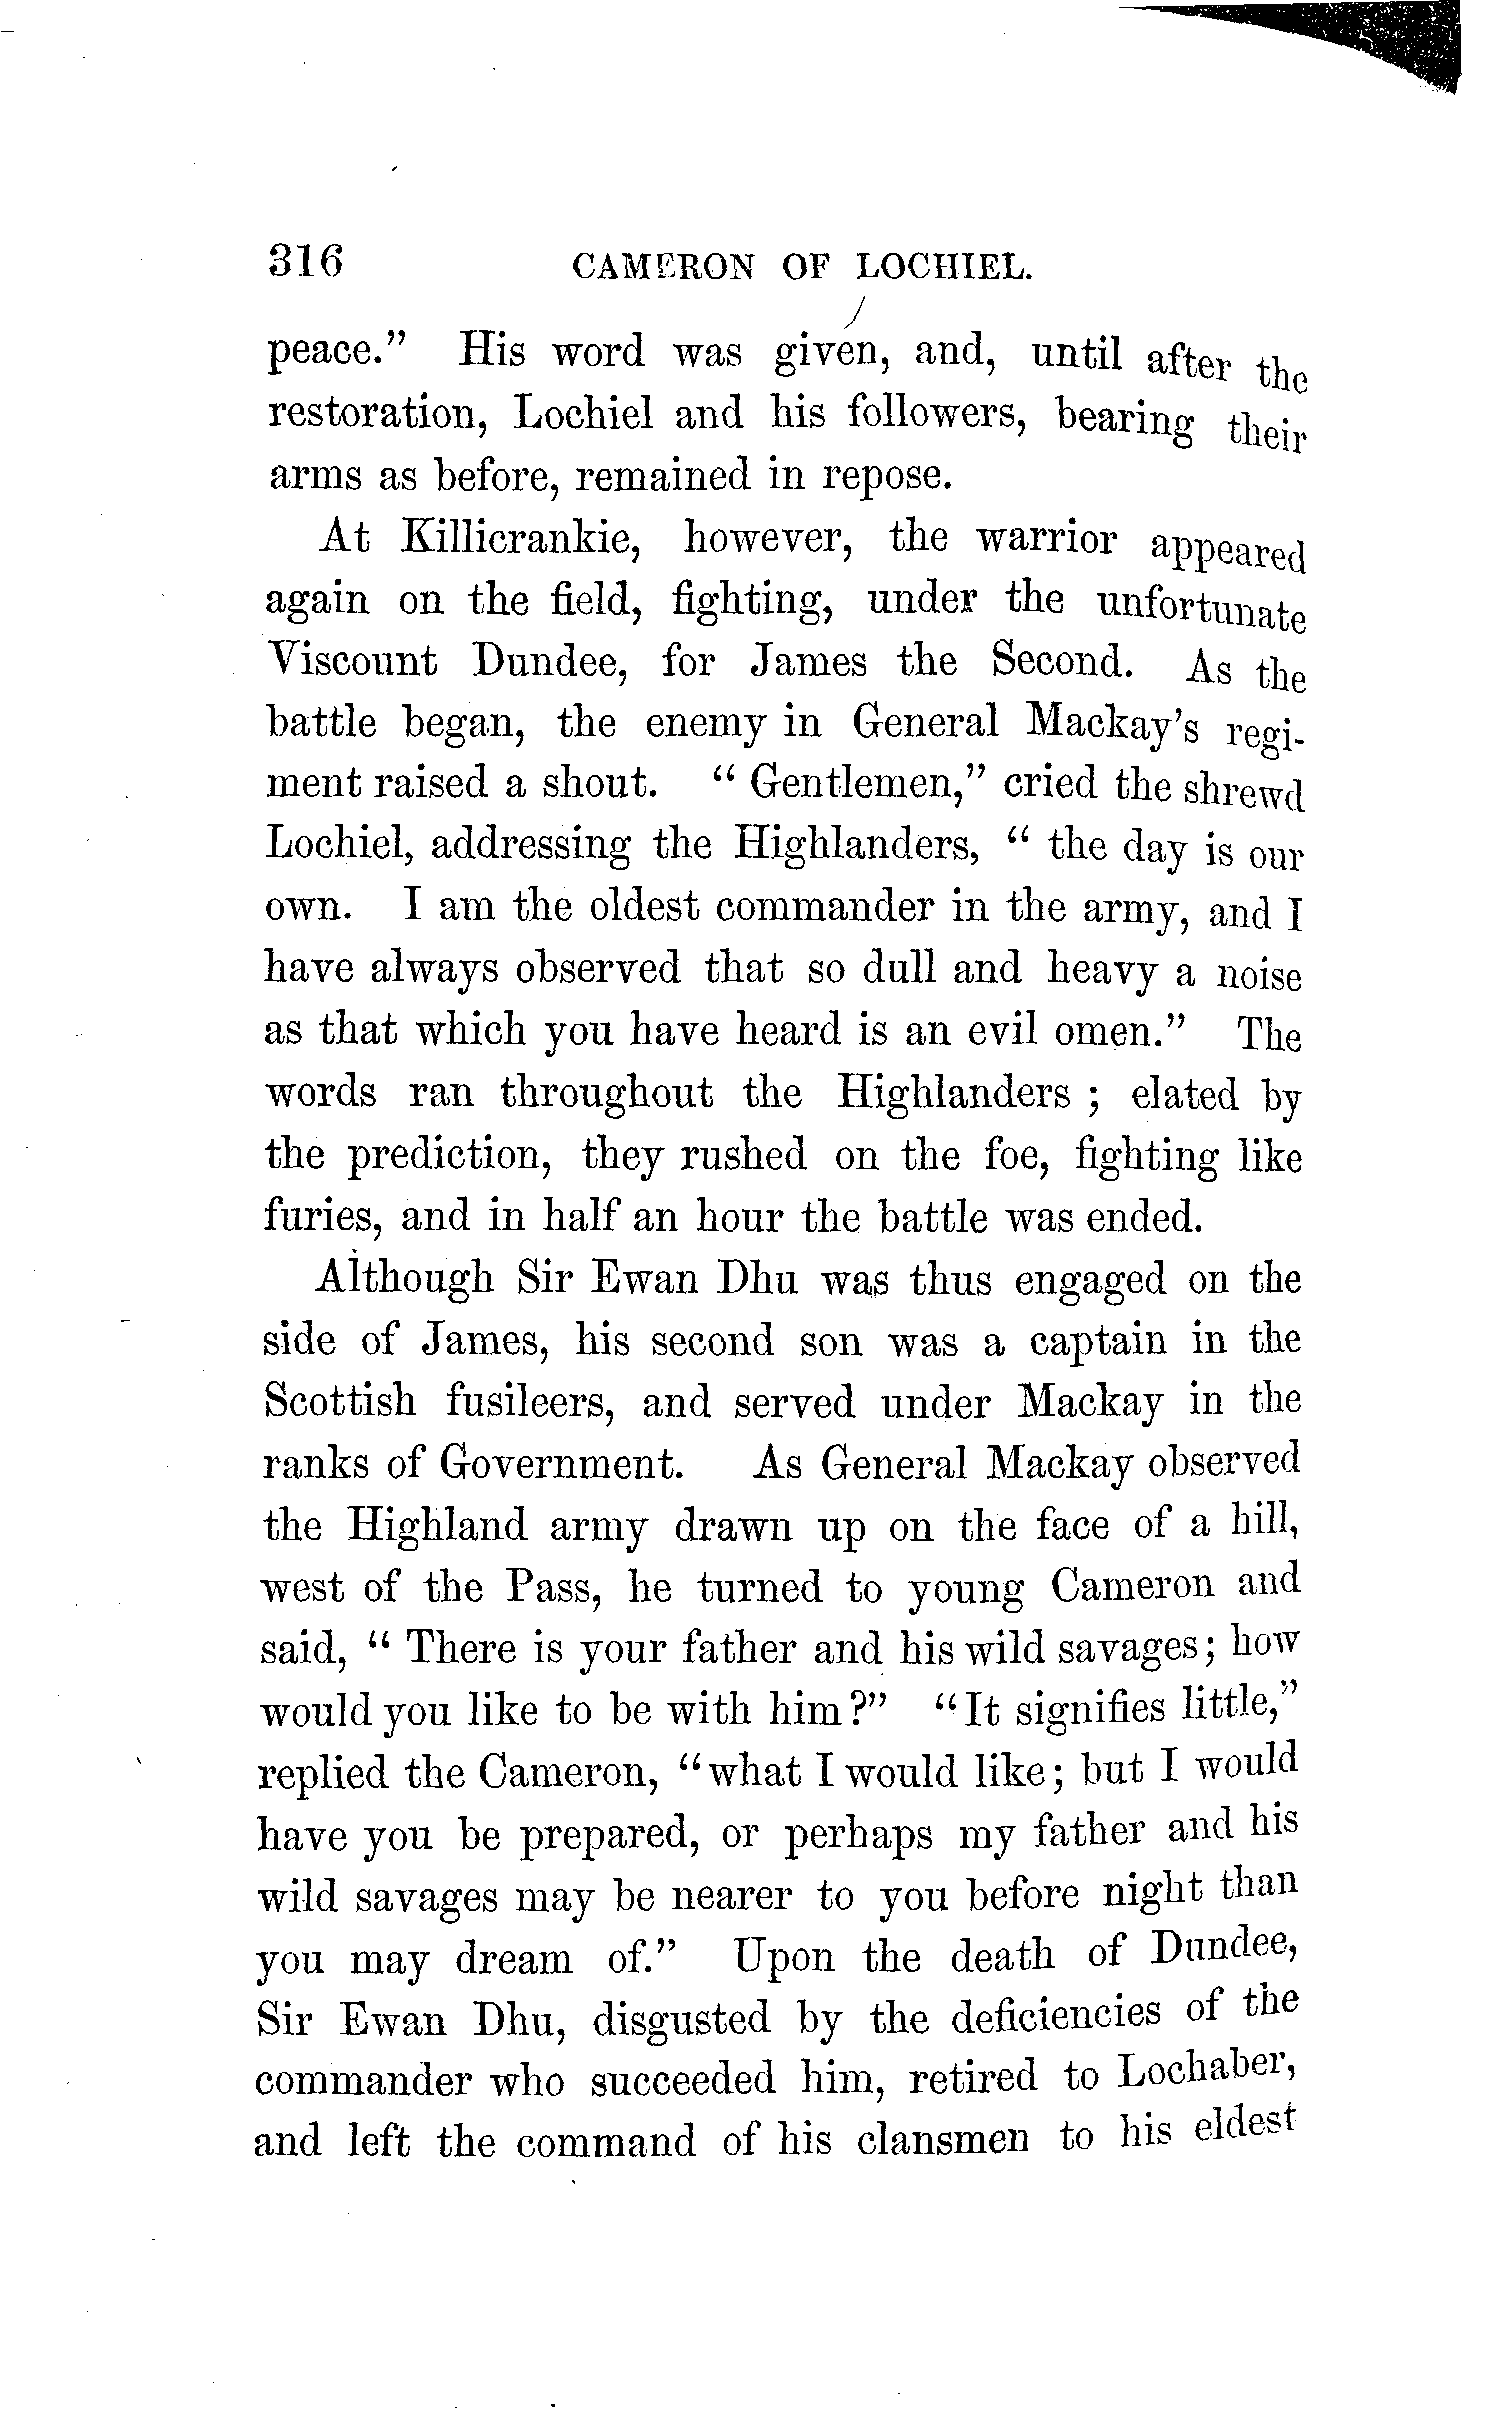 316 CAMERON OF LOCHIEL.
peace." His word was given, and, until after the
restoration, Lochiel and his followers, bearing their
arms as before, remained in repose.
At Killicrankie, however, the warrior appeared
again on the field, fighting, under the unfortunate
Viscount Dundee, for James the Second. As the
battle began, the enemy in General Mackay's regi-
ment raised a shout. " Gentlemen," cried the shrewd
Lochiel, addressing the Highlanders, " the day is our
own. I am the oldest commander in the army, and I
have always observed that so dull and heavy a noise
as that which you have heard is an evil omen." The
words ran throughout the Highlanders ; elated by
the prediction, they rushed on the foe, fighting like
furies, and in half an hour the battle was ended.
Although Sir Ewan Dhu was thus engaged on the
side of James, his second son was a captain in the
Scottish fusileers, and served under Mackay in the
ranks of Government. As General Mackay observed
the Highland army drawn up on the face of a hill,
west of the Pass, he turned to young Cameron and
said, " There is your father and his wild savages; how
would you like to be with him?" "It signifies little,"
replied the Cameron, "what I would like; but I would
have you be prepared, or perhaps my father and his
wild savages may be nearer to you before night than
you may dream of." Upon the death of Dundee,
Sir Ewan Dhu, disgusted by the deficiencies of the
commander who succeeded him, retired to Lochaber,
and left the command of his clansmen to his eldest